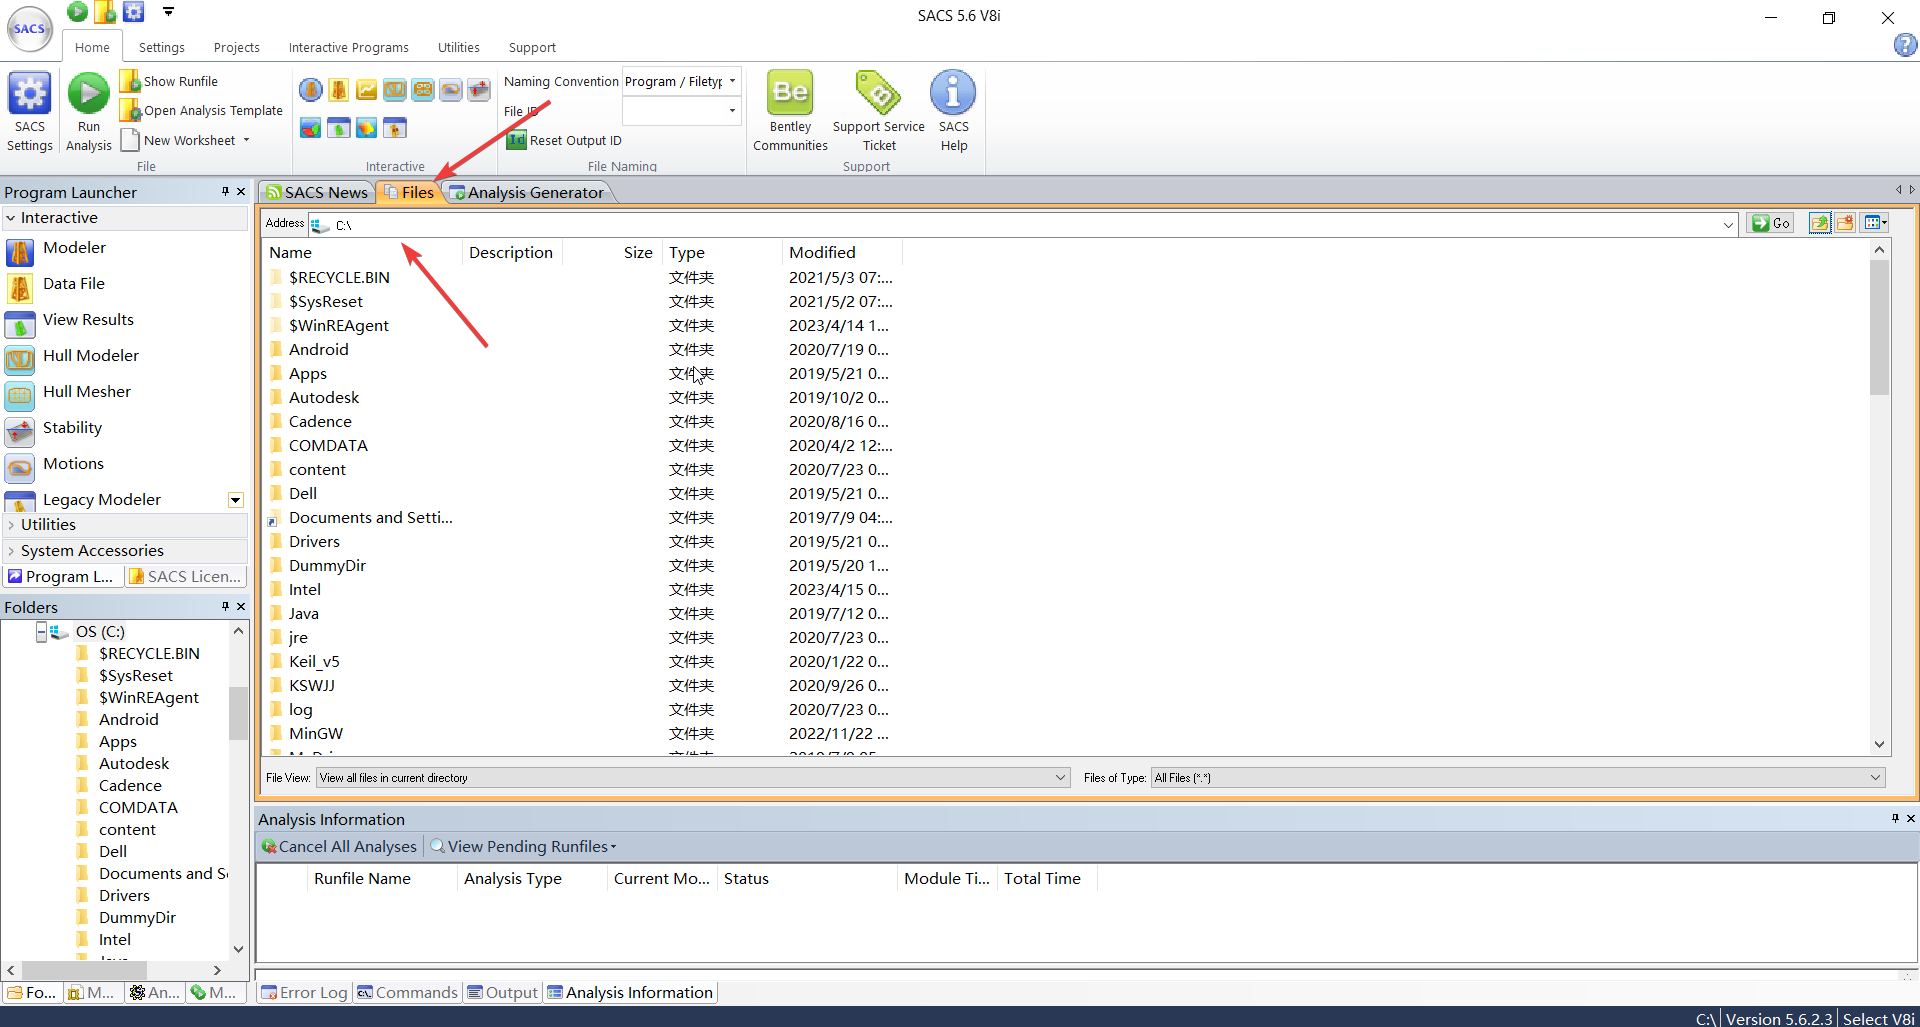 SACS 5.6 V8i
SACS
Home Settings Projects Interactive Programs Utilities Support
SACS Settings
Run Analysis
Show Runfile
Open Analysis Template
New Worksheet
File
Interactive
Naming Convention Program / Filetyp
File ID
Id Reset Output ID
File Naming
Be
Bentley Communities
Support Service Ticket
SACS Help
Support
Program Launcher
Interactive
Modeler
Data File
View Results
Hull Modeler
Hull Mesher
Stability
Motions
Legacy Modeler
Utilities
System Accessories
Program L... SACS Licen...
Folders
OS (C:)
$RECYCLE.BIN
$SysReset
$WinREAgent
Android
Apps
Autodesk
Cadence
COMDATA
content
Dell
Documents and S
Drivers
DummyDir
Intel
Java
Fo... M... An... M...
SACS News Files Analysis Generator
Address C:\ Go
Name Description Size Type Modified
$RECYCLE.BIN 文件夹 2021/5/3 07:...
$SysReset 文件夹 2021/5/2 07:...
$WinREAgent 文件夹 2023/4/14 1...
Android 文件夹 2020/7/19 0...
Apps 文件夹 2019/5/21 0...
Autodesk 文件夹 2019/10/2 0...
Cadence 文件夹 2020/8/16 0...
COMDATA 文件夹 2020/4/2 12:...
content 文件夹 2020/7/23 0...
Dell 文件夹 2019/5/21 0...
Documents and Setti... 文件夹 2019/7/9 04:...
Drivers 文件夹 2019/5/21 0...
DummyDir 文件夹 2019/5/20 1...
Intel 文件夹 2023/4/15 0...
Java 文件夹 2019/7/12 0...
jre 文件夹 2020/7/23 0...
Keil_v5 文件夹 2020/1/22 0...
KSWJJ 文件夹 2020/9/26 0...
log 文件夹 2020/7/23 0...
MinGW 文件夹 2022/11/22 ...
File View: View all files in current directory Files of Type: All Files (*.*)
Analysis Information
Cancel All Analyses View Pending Runfiles
Runfile Name Analysis Type Current Mo... Status Module Ti... Total Time
Error Log Commands Output Analysis Information
C:\ Version 5.6.2.3 Select V8i